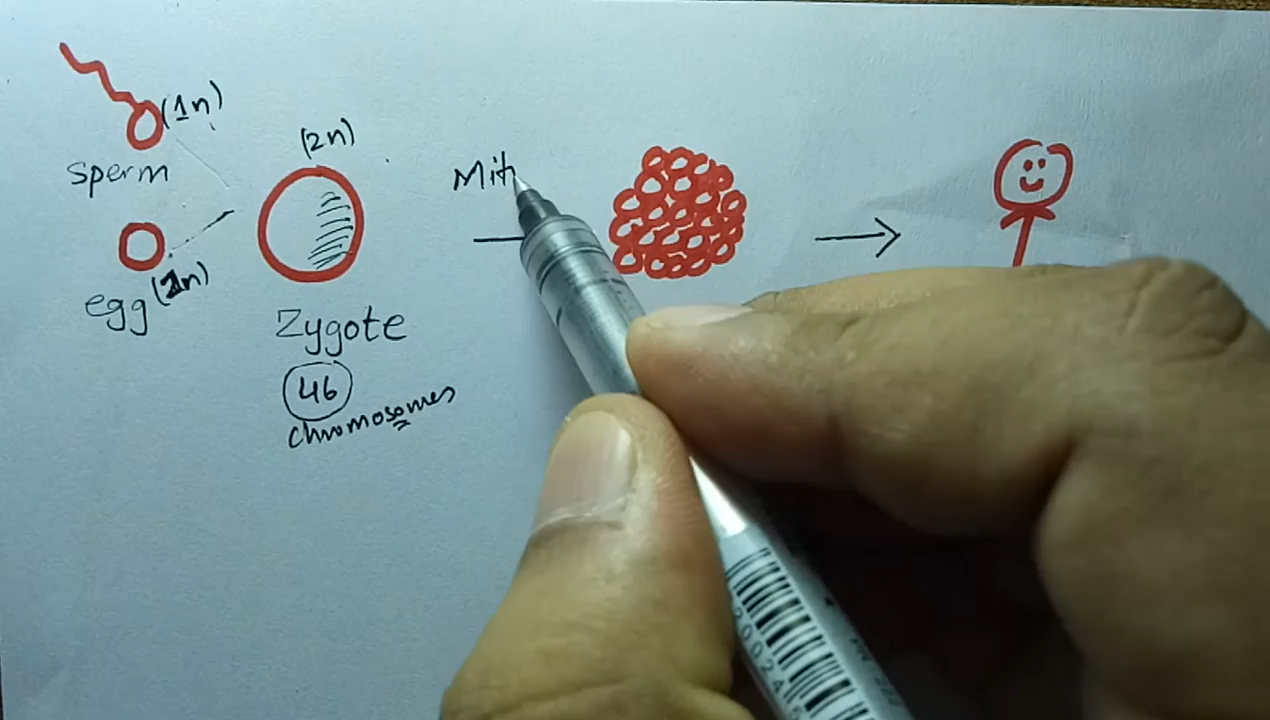 (1n)
sperm
(2n)
egg (1n)
Zygote
46
chromosomes
Mit